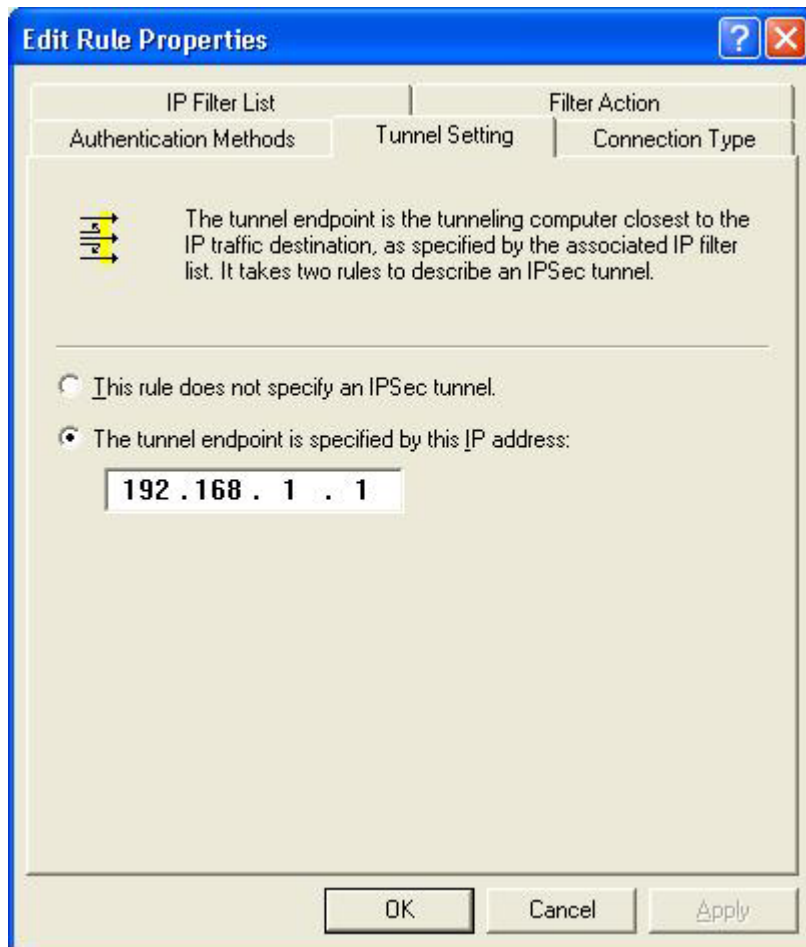 Edit Rule Properties
IP Filter List
Filter Action
Authentication Methods
Tunnel Setting
Connection Type
The tunnel endpoint is the tunneling computer closest to the
IP traffic destination, as specified by the associated IP filter
list. It takes two rules to describe an IPSec tunnel.
This rule does not specify an IPSec tunnel.
The tunnel endpoint is specified by this IP address:
192 . 168 . 1 . 1
OK
Cancel
Apply